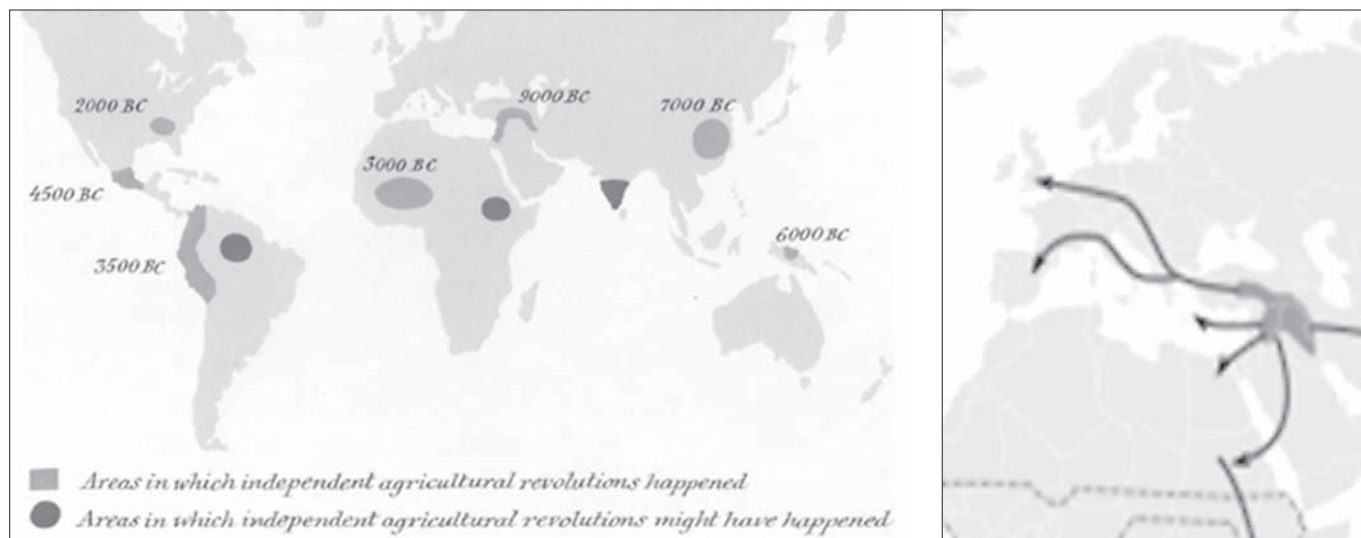 2000 BC
9000 BC
7000 BC
3000 BC
4500 BC
6000 BC
3500 BC
Areas in which independent agricultural revolutions happened
Areas in which independent agricultural revolutions might have happened